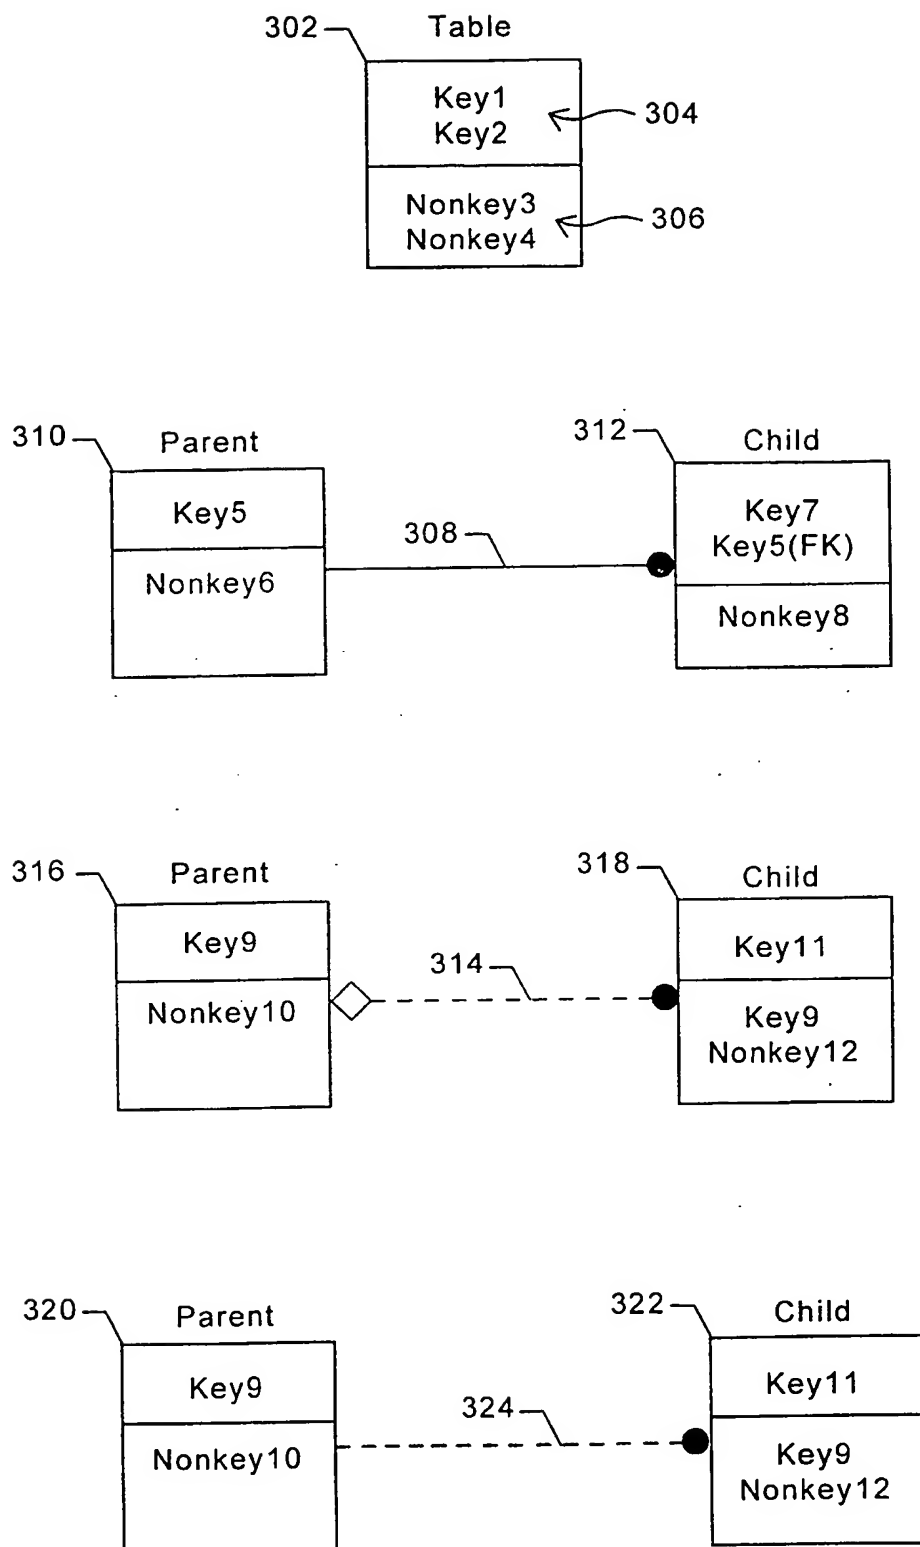 302
Table
Key1
Key2
304
Nonkey3
Nonkey4
306
310
Parent
Key5
Nonkey6
308
312
Child
Key7
Key5(FK)
Nonkey8
316
Parent
Key9
Nonkey10
314
318
Child
Key11
Key9
Nonkey12
320
Parent
Key9
Nonkey10
324
322
Child
Key11
Key9
Nonkey12